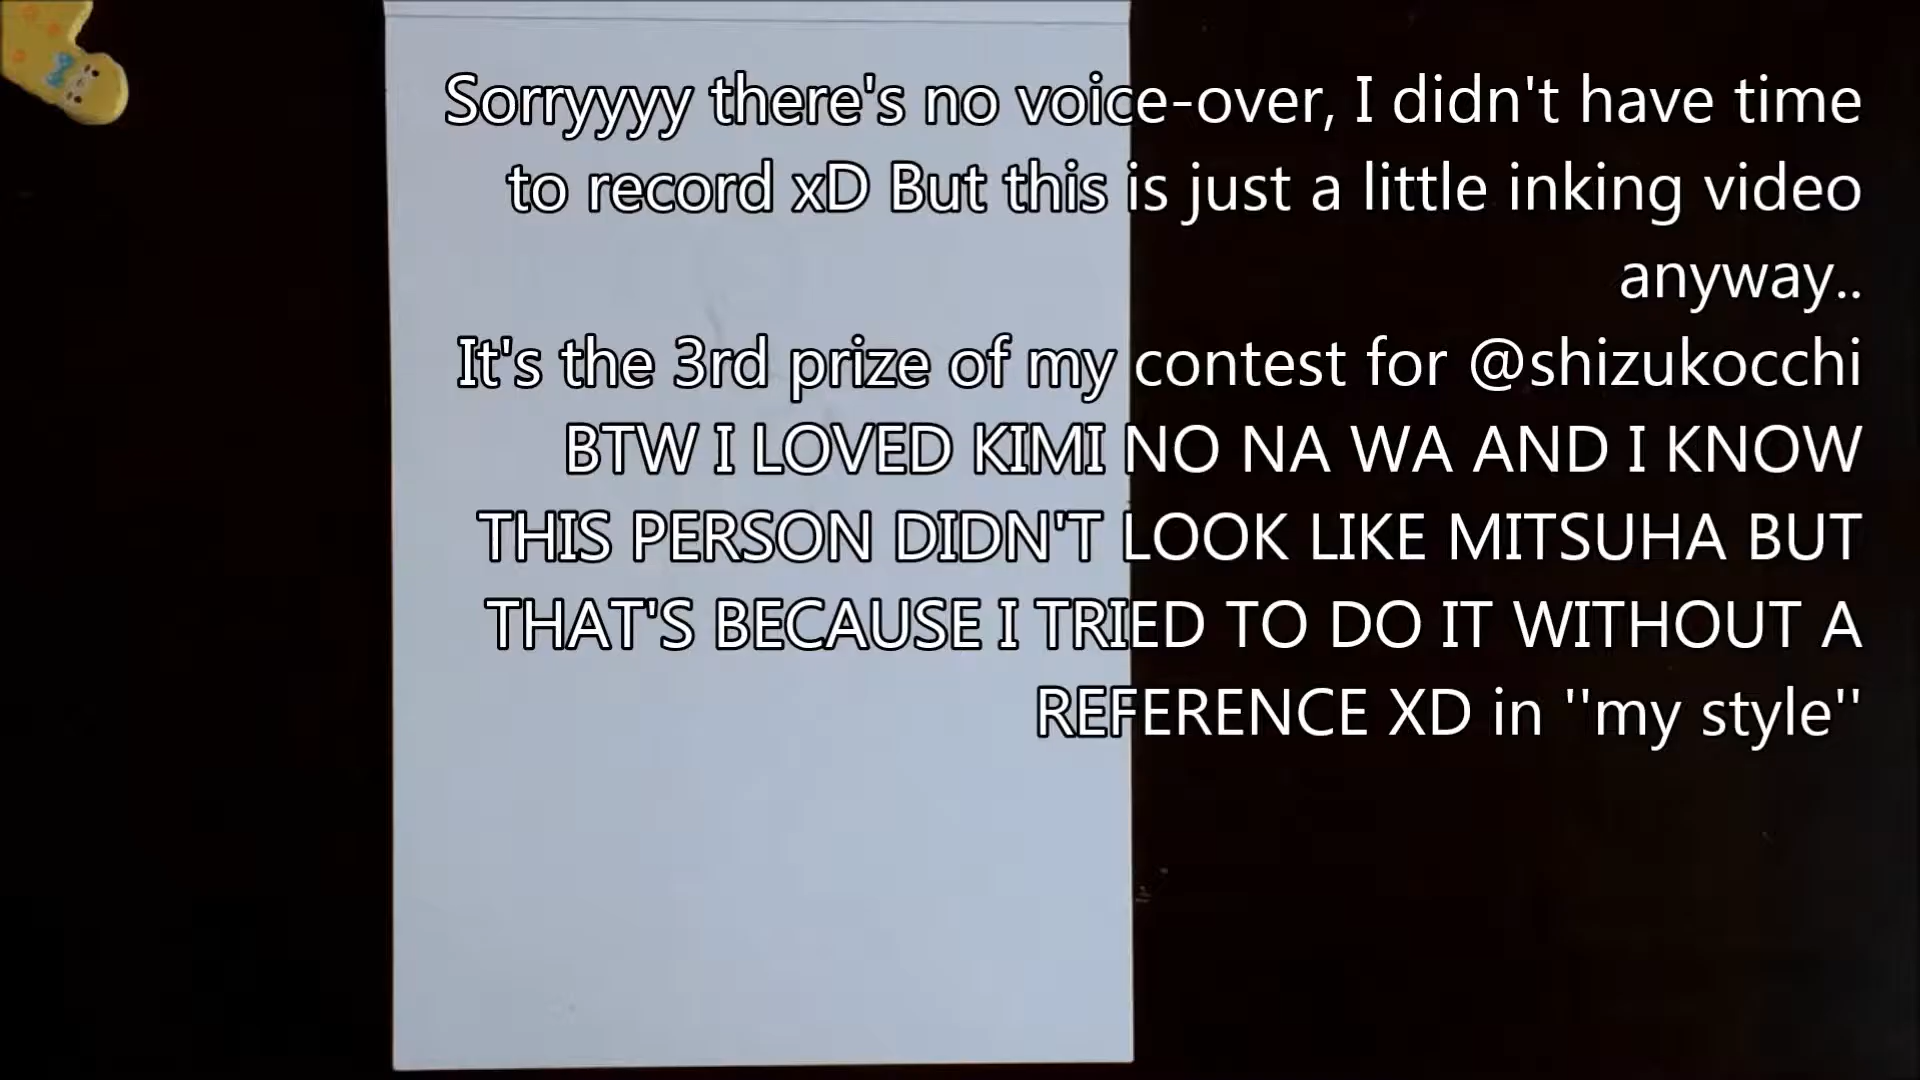 Sorryyyy there's no voice-over, I didn't have time
to record xD But this is just a little inking video
anyway..
It's the 3rd prize of my contest for @shizukocchi
BTW I LOVED KIMI NO NA WA AND I KNOW
THIS PERSON DIDN'T LOOK LIKE MITSUHA BUT
THAT'S BECAUSE I TRIED TO DO IT WITHOUT A
REFERENCE XD in ''my style''